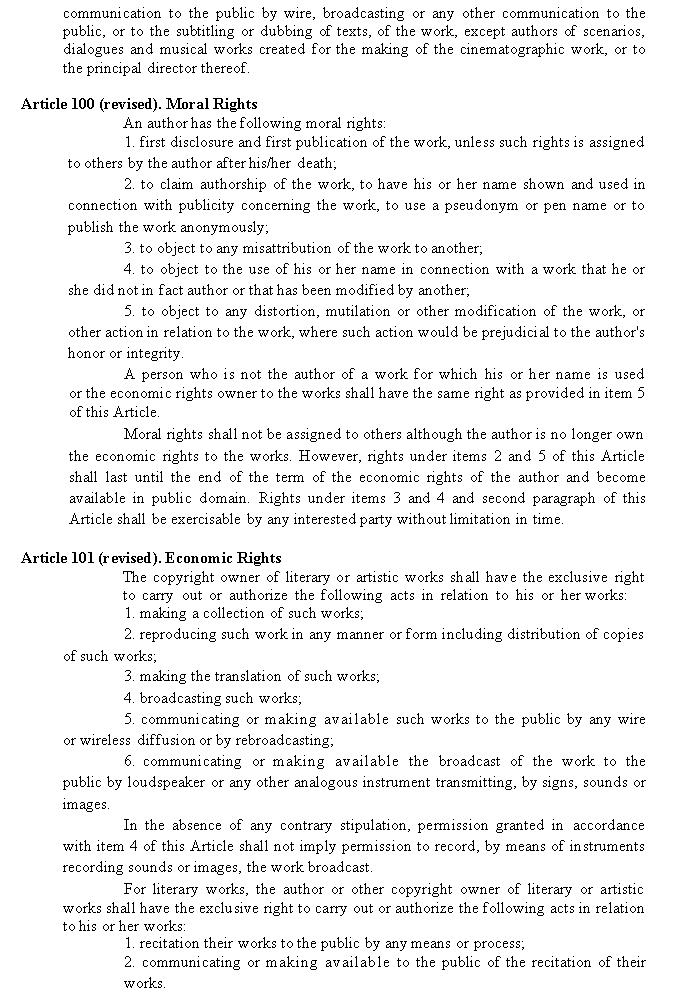 communication to the public by wire, broadcasting or any other communication to the
public, or to the subtitling or dubbing of texts, of the work, except authors of scenarios,
dialogues and musical works created for the making of the cinematographic work, or to
the principal director thereof.
Article 100 (revised). Moral Rights
An author has the following moral rights:
1. first disclosure and first publication of the work, unless such rights is assigned
to others by the author after his/her death;
2. to claim authorship of the work, to have his or her name shown and used in
connection with publicity concerning the work, to use a pseudonym or pen name or to
publish the work anonymously;
3. to object to any misattribution of the work to another;
4. to object to the use of his or her name in connection with a work that he or
she did not in fact author or that has been modified by another;
5. to object to any distortion, mutilation or other modification of the work, or
other action in relation to the work, where such action would be prejudicial to the author's
honor or integrity.
A person who is not the author of a work for which his or her name is used
or the economic rights owner to the works shall have the same right as provided in item 5
of this Article.
Moral rights shall not be assigned to others although the author is no longer own
the economic rights to the works. However, rights under items 2 and 5 of this Article
shall last until the end of the term of the economic rights of the author and become
available in public domain. Rights under items 3 and 4 and second paragraph of this
Article shall be exercisable by any interested party without limitation in time.
Article 101 (revised). Economic Rights
The copyright owner of literary or artistic works shall have the exclusive right
to carry out or authorize the following acts in relation to his or her works:
1. making a collection of such works;
2. reproducing such work in any manner or form including distribution of copies
of such works;
3. making the translation of such works;
4. broadcasting such works;
5. communicating or making available such works to the public by any wire
or wireless diffusion or by rebroadcasting;
6. communicating or making available the broadcast of the work to the
public by loudspeaker or any other analogous instrument transmitting, by signs, sounds or
images.
In the absence of any contrary stipulation, permission granted in accordance
with item 4 of this Article shall not imply permission to record, by means of instruments
recording sounds or images, the work broadcast.
For literary works, the author or other copyright owner of literary or artistic
works shall have the exclusive right to carry out or authorize the following acts in relation
to his or her works:
1. recitation their works to the public by any means or process;
2. communicating or making available to the public of the recitation of their
works.